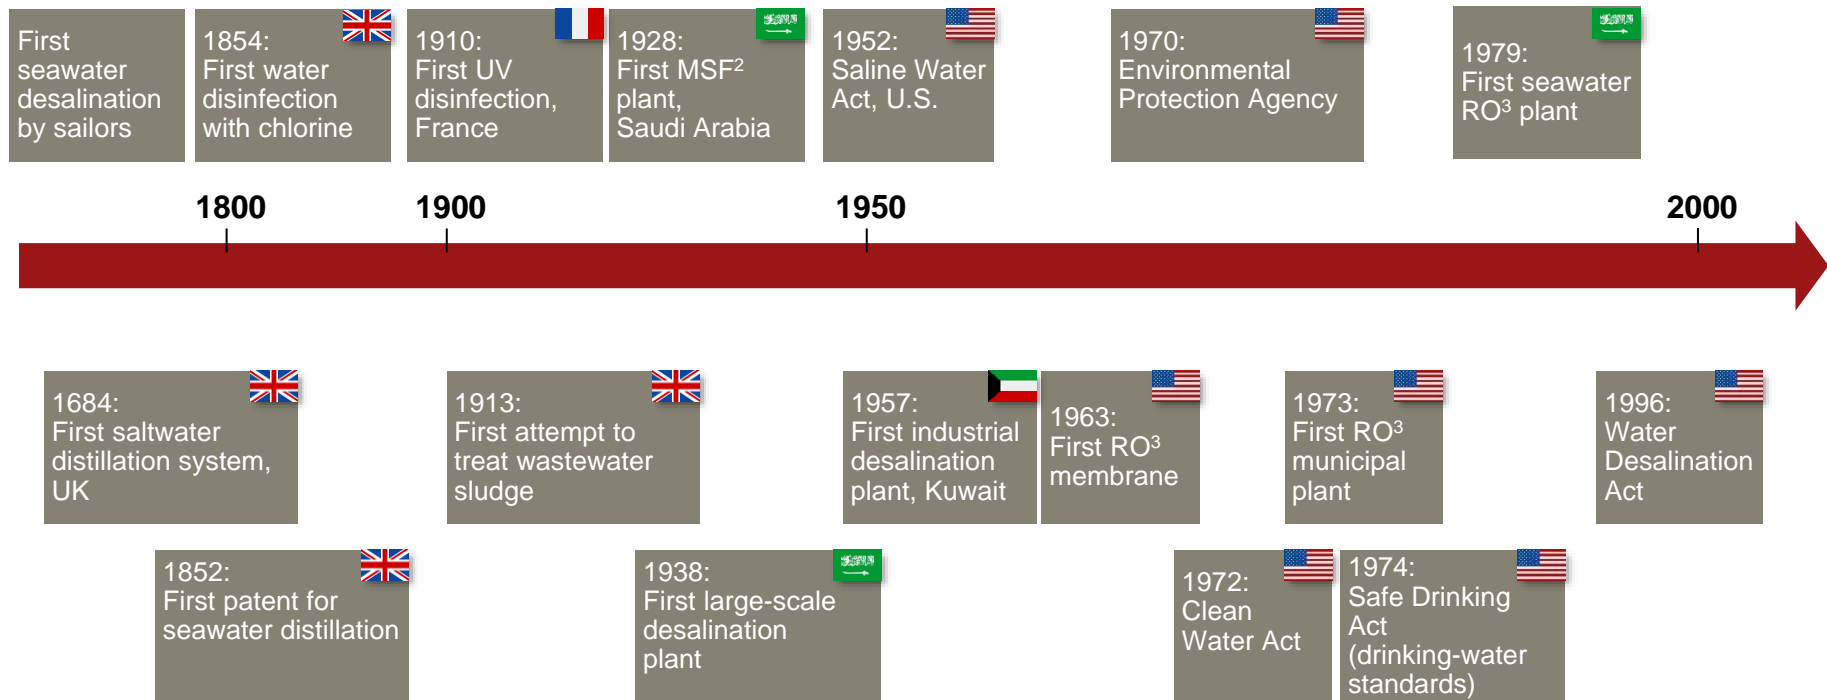 First
seawater
desalination
by sailors
1854:
First water
disinfection
with chlorine
1910:
First UV
disinfection,
France
1928:
First MSF²
plant,
Saudi Arabia
1952:
Saline Water
Act, U.S.
1970:
Environmental
Protection Agency
1979:
First seawater
RO³ plant
1800
1900
1950
2000
1684:
First saltwater
distillation system,
UK
1913:
First attempt to
treat wastewater
sludge
1957:
First industrial
desalination
plant, Kuwait
1963:
First RO³
membrane
1973:
First RO³
municipal
plant
1996:
Water
Desalination
Act
1852:
First patent for
seawater distillation
1938:
First large-scale
desalination
plant
1972:
Clean
Water Act
1974:
Safe Drinking
Act
(drinking-water
standards)